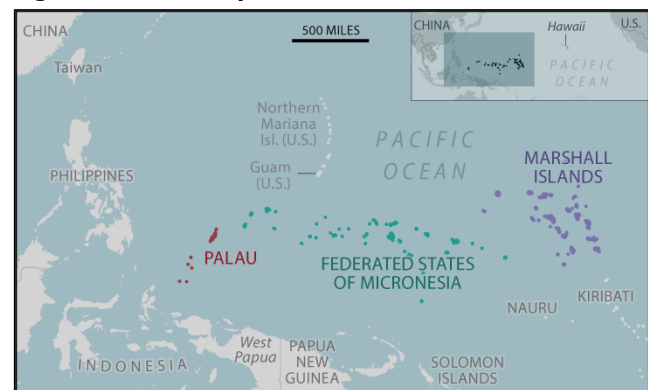 CHINA
Taiwan
500 MILES
CHINA
Hawaii
U.S.
PACIFIC
OCEAN
Northern
Mariana
Isl. (U.S.)
Guam
(U.S.)
PACIFIC
OCEAN
PHILIPPINES
MARSHALL
ISLANDS
PALAU
FEDERATED STATES
OF MICRONESIA
NAURU
KIRIBATI
INDONESIA
West
Papua
PAPUA
NEW
GUINEA
SOLOMON
ISLANDS